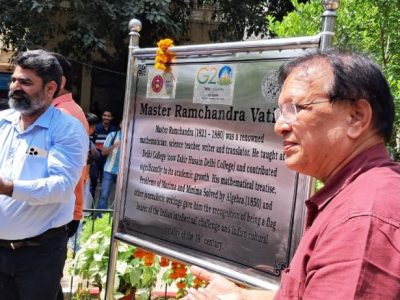 G20
Master Ramchandra Vati
Master Ramchandra (1821 - 1880) was a renowned
mathematician, science teacher, writer and translator. He taught at
Delhi College (now Zakir Husain Delhi College) and contributed
significantly to its academic growth. His mathematical treatise,
Problems of Maxima and Minima Solved by Algebra (1850) and
other journalistic writings gave him the recognition of being a flag
bearer of the Indian intellectual challenge and Indian cultural
of the 19th century.